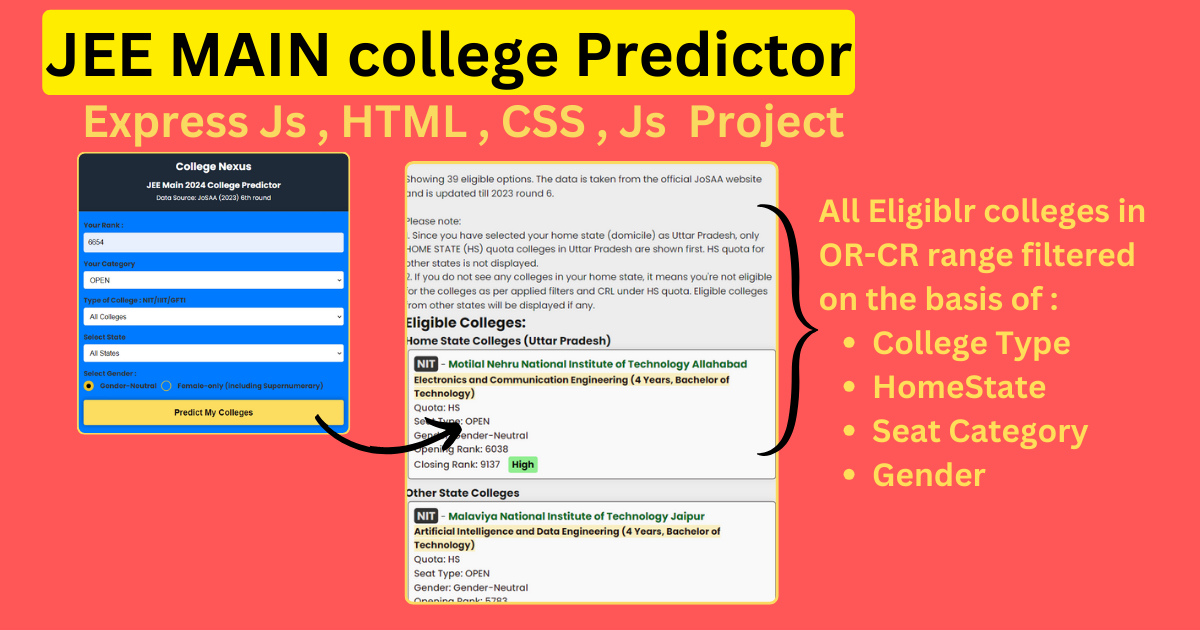 JEE MAIN college Predictor
Express Js , HTML , CSS , Js Project
College Nexus
JEE Main 2024 College Predictor
Data Source: JoSAA (2023) 6th round
Your Rank :
6654
Your Category
OPEN
Type of College : NIT/IIIT/GFTI
All Colleges
Select State
All States
Select Gender :
Gender-Neutral Female-only (including Supernumerary)
Predict My Colleges
Showing 39 eligible options. The data is taken from the official JoSAA website
and is updated till 2023 round 6.
Please note:
1. Since you have selected your home state (domicile) as Uttar Pradesh, only
HOME STATE (HS) quota colleges in Uttar Pradesh are shown first. HS quota for
other states is not displayed.
2. If you do not see any colleges in your home state, it means you're not eligible
for the colleges as per applied filters and CRL under HS quota. Eligible colleges
from other states will be displayed if any.
Eligible Colleges:
Home State Colleges (Uttar Pradesh)
NIT - Motilal Nehru National Institute of Technology Allahabad
Electronics and Communication Engineering (4 Years, Bachelor of
Technology)
Quota: HS
Seat Type: OPEN
Gender: Gender-Neutral
Opening Rank: 6038
Closing Rank: 9137 High
Other State Colleges
NIT - Malaviya National Institute of Technology Jaipur
Artificial Intelligence and Data Engineering (4 Years, Bachelor of
Technology)
Quota: HS
Seat Type: OPEN
Gender: Gender-Neutral
Opening Rank: 5783
All Eligiblr colleges in
OR-CR range filtered
on the basis of :
• College Type
• HomeState
• Seat Category
• Gender